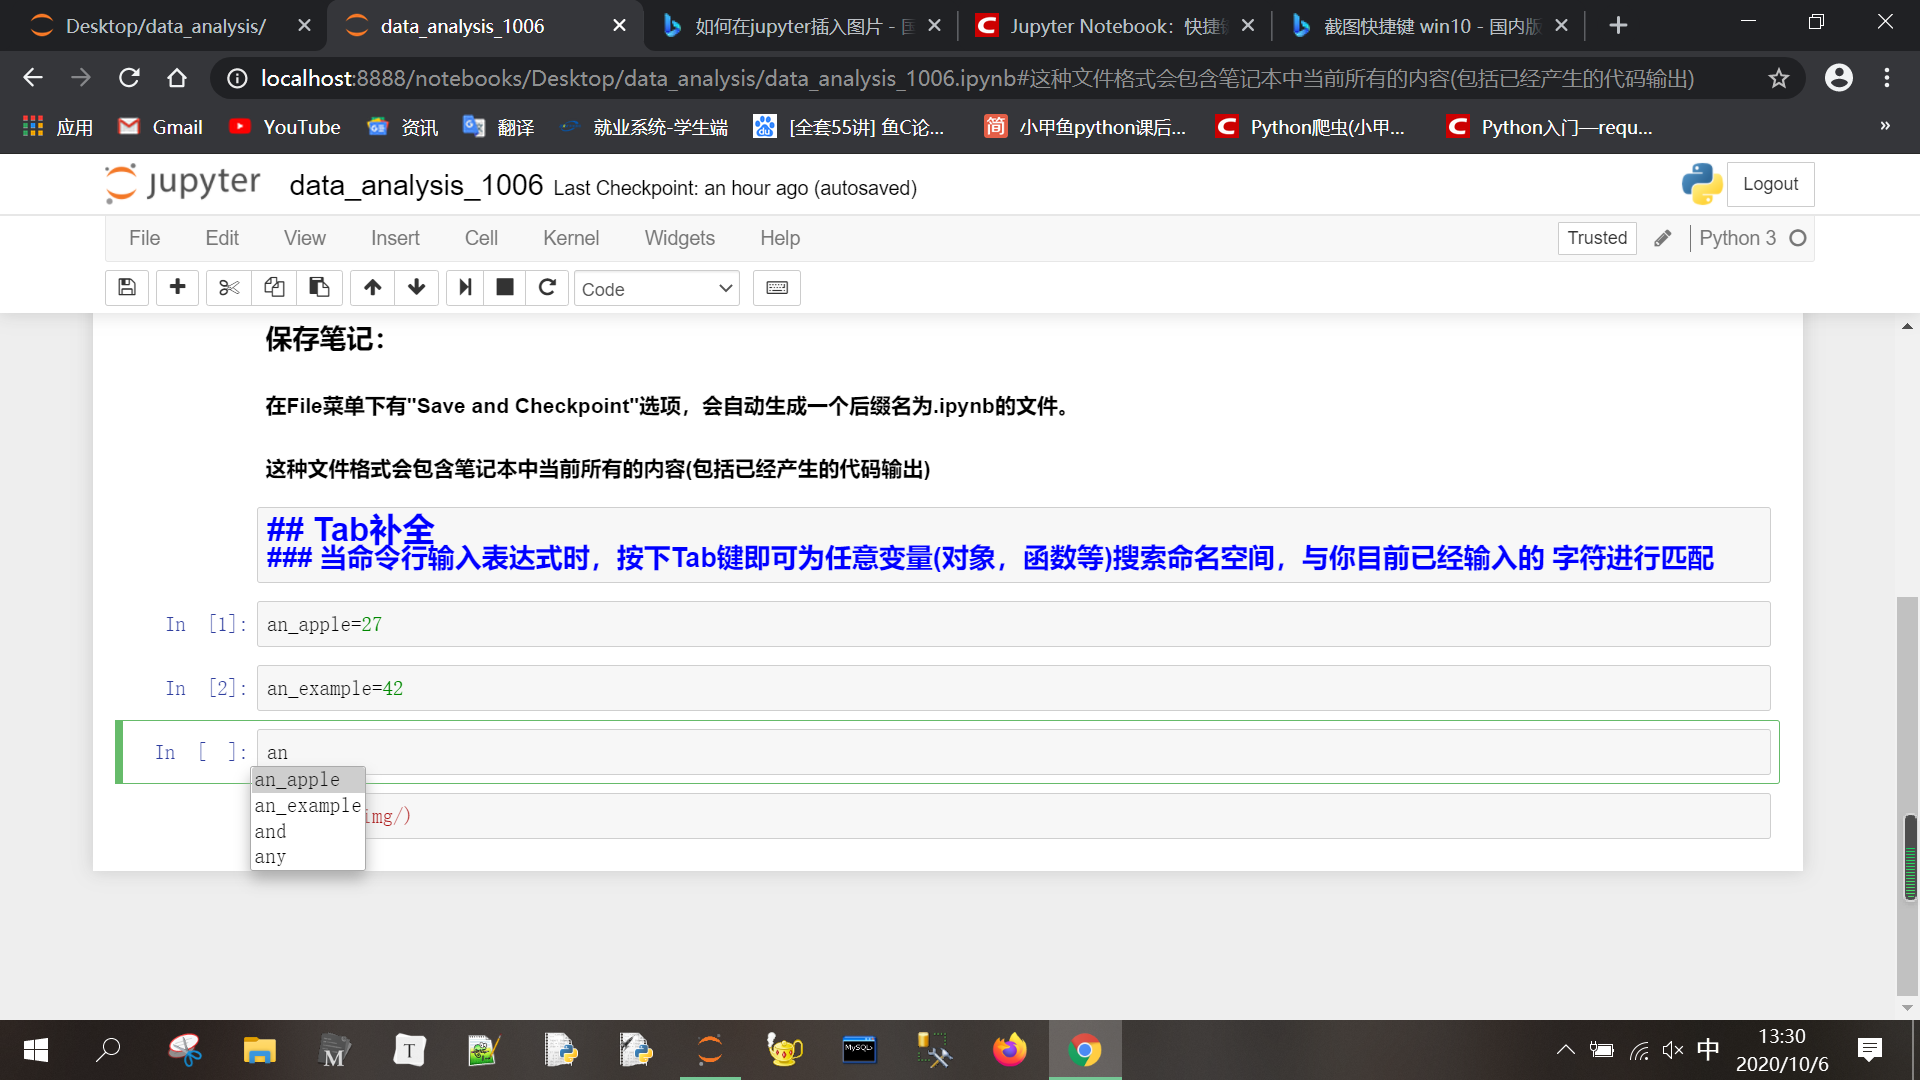 Desktop/data_analysis/
data_analysis_1006
如何在jupyter插入图片 - 国
Jupyter Notebook：快捷
截图快捷键 win10 - 国内版
localhost:8888/notebooks/Desktop/data_analysis/data_analysis_1006.ipynb#这种文件格式会包含笔记本中当前所有的内容(包括已经产生的代码输出)
应用
Gmail
YouTube
资讯
翻译
就业系统-学生端
[全套55讲] 鱼C论...
简
小甲鱼python课后...
Python爬虫(小甲...
Python入门—requ...
»
jupyter
data_analysis_1006 Last Checkpoint: an hour ago (autosaved)
Logout
File Edit View Insert Cell Kernel Widgets Help
Trusted
Python 3
Code
保存笔记：
在File菜单下有"Save and Checkpoint"选项，会自动生成一个后缀名为.ipynb的文件。
这种文件格式会包含笔记本中当前所有的内容(包括已经产生的代码输出)
## Tab补全
### 当命令行输入表达式时，按下Tab键即可为任意变量(对象，函数等)搜索命名空间，与你目前已经输入的 字符进行匹配
In [1]: an_apple=27
In [2]: an_example=42
In [ ]: an
an_apple
an_example
and
any
img/)
中
13:30
2020/10/6